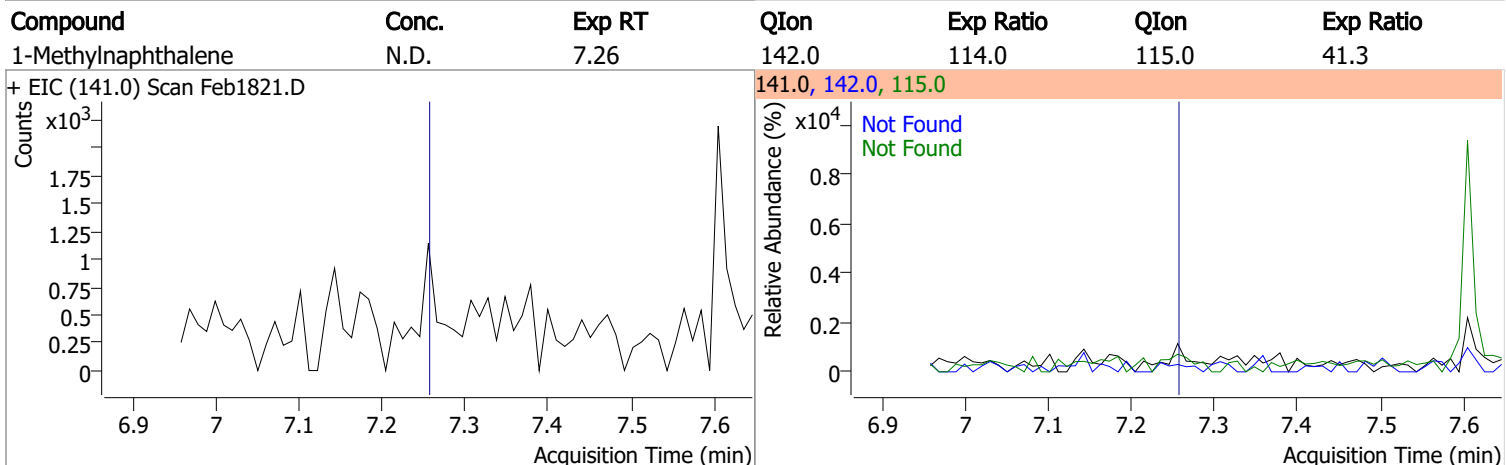 Compound Conc. Exp RT QIon Exp Ratio QIon Exp Ratio
1-Methylnaphthalene N.D. 7.26 142.0 114.0 115.0 41.3
+ EIC (141.0) Scan Feb1821.D
Counts
x10³
1.75
1.5
1.25
1
0.75
0.5
0.25
0
6.9 7 7.1 7.2 7.3 7.4 7.5 7.6
Acquisition Time (min)
141.0, 142.0, 115.0
Relative Abundance (%)
x10⁴
Not Found
Not Found
0.8
0.6
0.4
0.2
0
6.9 7 7.1 7.2 7.3 7.4 7.5 7.6
Acquisition Time (min)